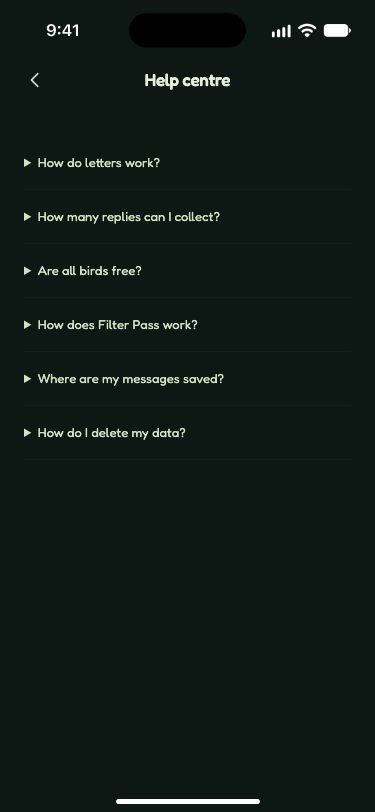 9:41
Help centre
How do letters work?
How many replies can I collect?
Are all birds free?
How does Filter Pass work?
Where are my messages saved?
How do I delete my data?